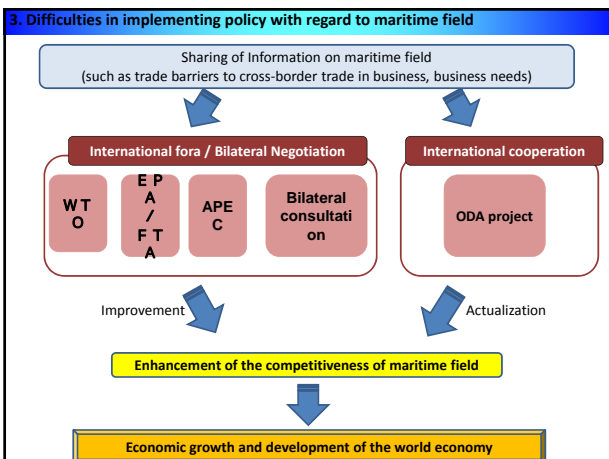 3. Difficulties in implementing policy with regard to maritime field
Sharing of Information on maritime field
(such as trade barriers to cross-border trade in business, business needs)
International fora / Bilateral Negotiation
International cooperation
W T
O
E P
A
/
F T
A
APE
C
Bilateral
consultati
on
ODA project
Improvement
Actualization
Enhancement of the competitiveness of maritime field
Economic growth and development of the world economy